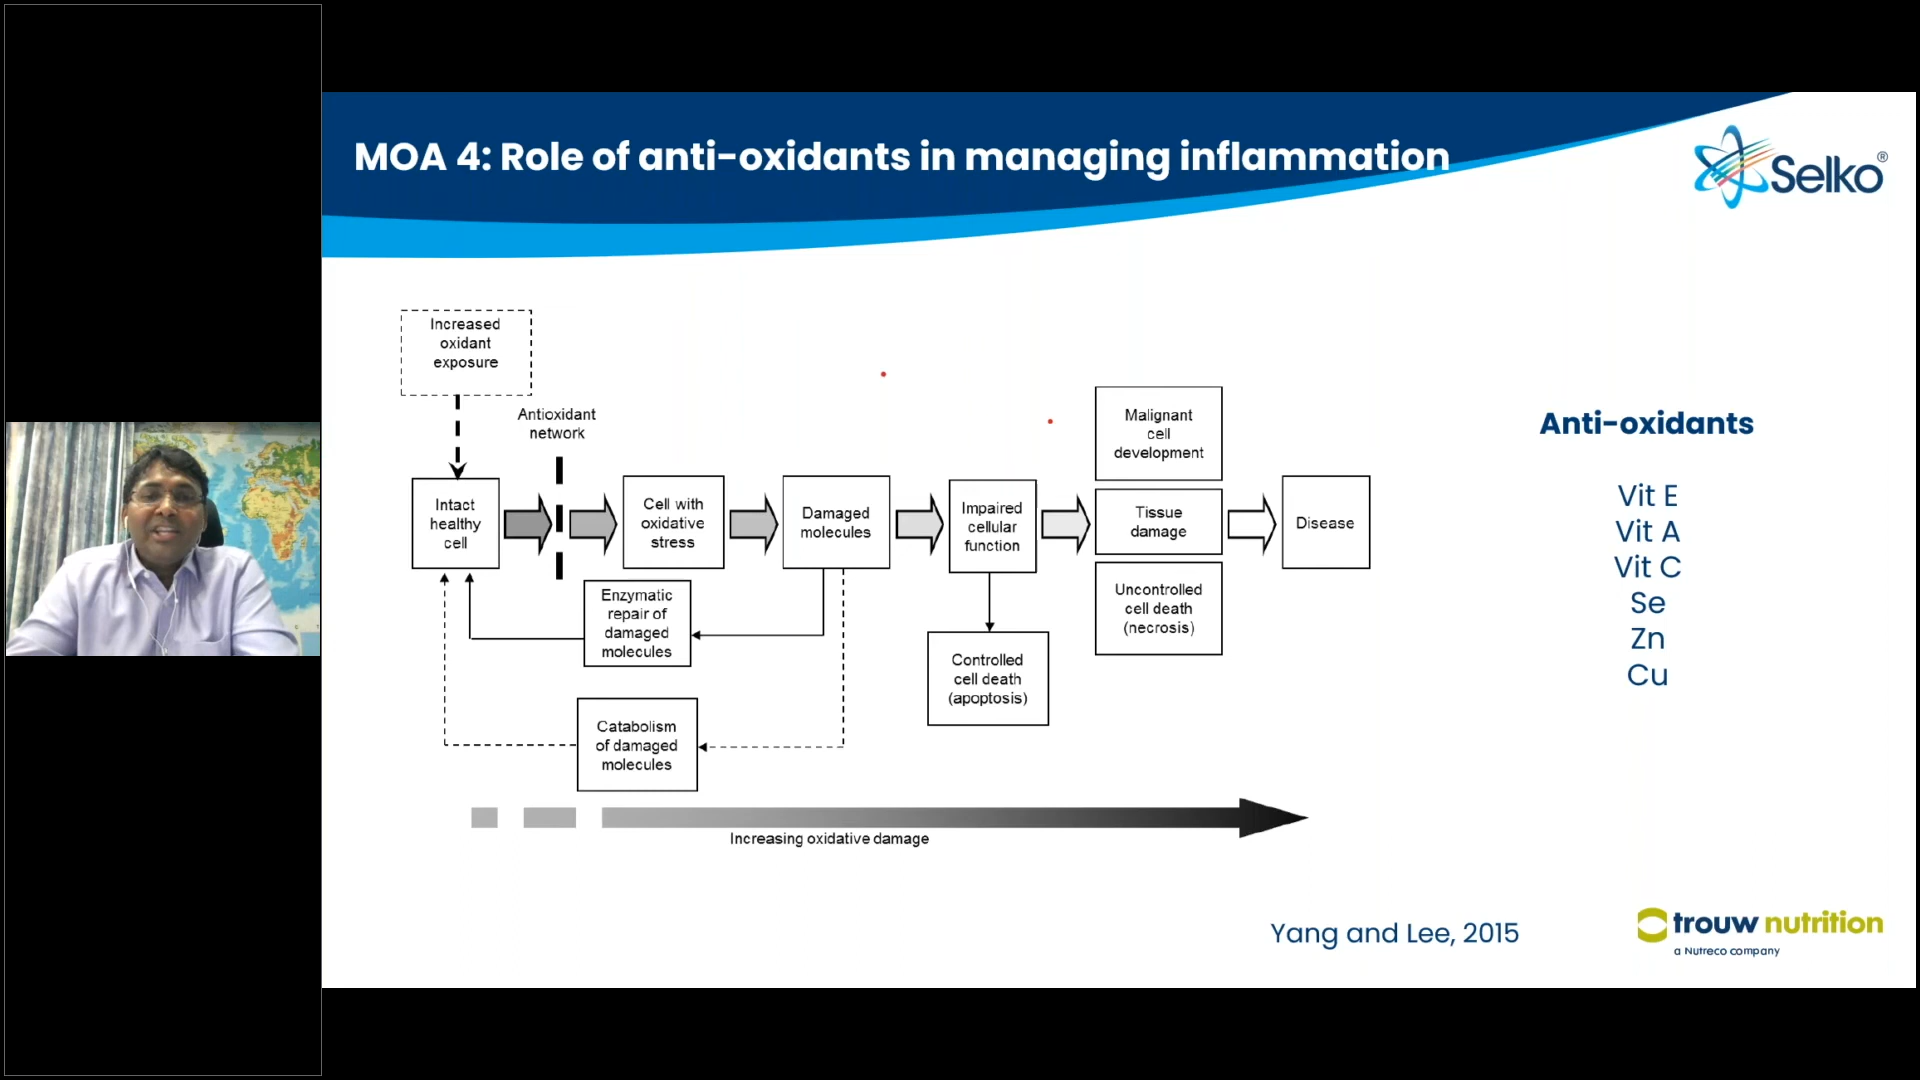 MOA 4: Role of anti-oxidants in managing inflammation
Selko®
Increased
oxidant
exposure
Antioxidant
network
Intact
healthy
cell
Cell with
oxidative
stress
Damaged
molecules
Impaired
cellular
function
Malignant
cell
development
Tissue
damage
Uncontrolled
cell death
(necrosis)
Disease
Enzymatic
repair of
damaged
molecules
Controlled
cell death
(apoptosis)
Catabolism
of damaged
molecules
Increasing oxidative damage
Anti-oxidants
Vit E
Vit A
Vit C
Se
Zn
Cu
Yang and Lee, 2015
trouw nutrition
a Nutreco company